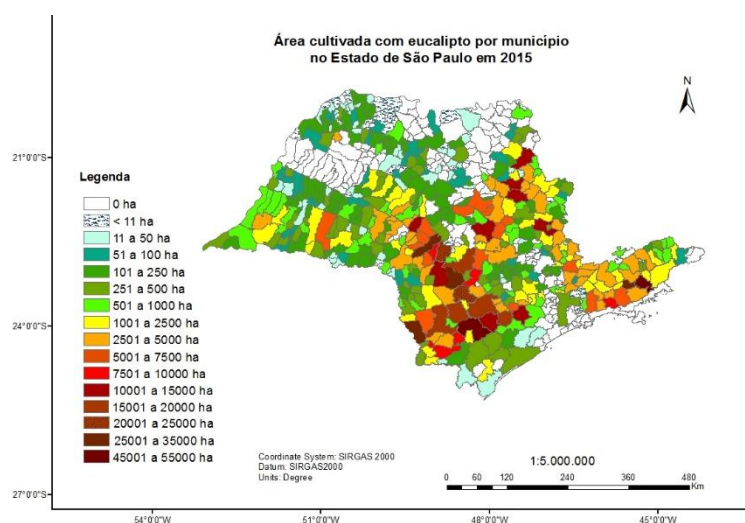 Área cultivada com eucalipto por município
no Estado de São Paulo em 2015
N
21°0'0"S
24°0'0"S
27°0'0"S
Legenda
0 ha
< 11 ha
11 a 50 ha
51 a 100 ha
101 a 250 ha
251 a 500 ha
501 a 1000 ha
1001 a 2500 ha
2501 a 5000 ha
5001 a 7500 ha
7501 a 10000 ha
10001 a 15000 ha
15001 a 20000 ha
20001 a 25000 ha
25001 a 35000 ha
45001 a 55000 ha
Coordinate System: SIRGAS 2000
Datum: SIRGAS2000
Units: Degree
1:5.000.000
0 60 120 240 360 480
Km
54°0'0"W 51°0'0"W 48°0'0"W 45°0'0"W